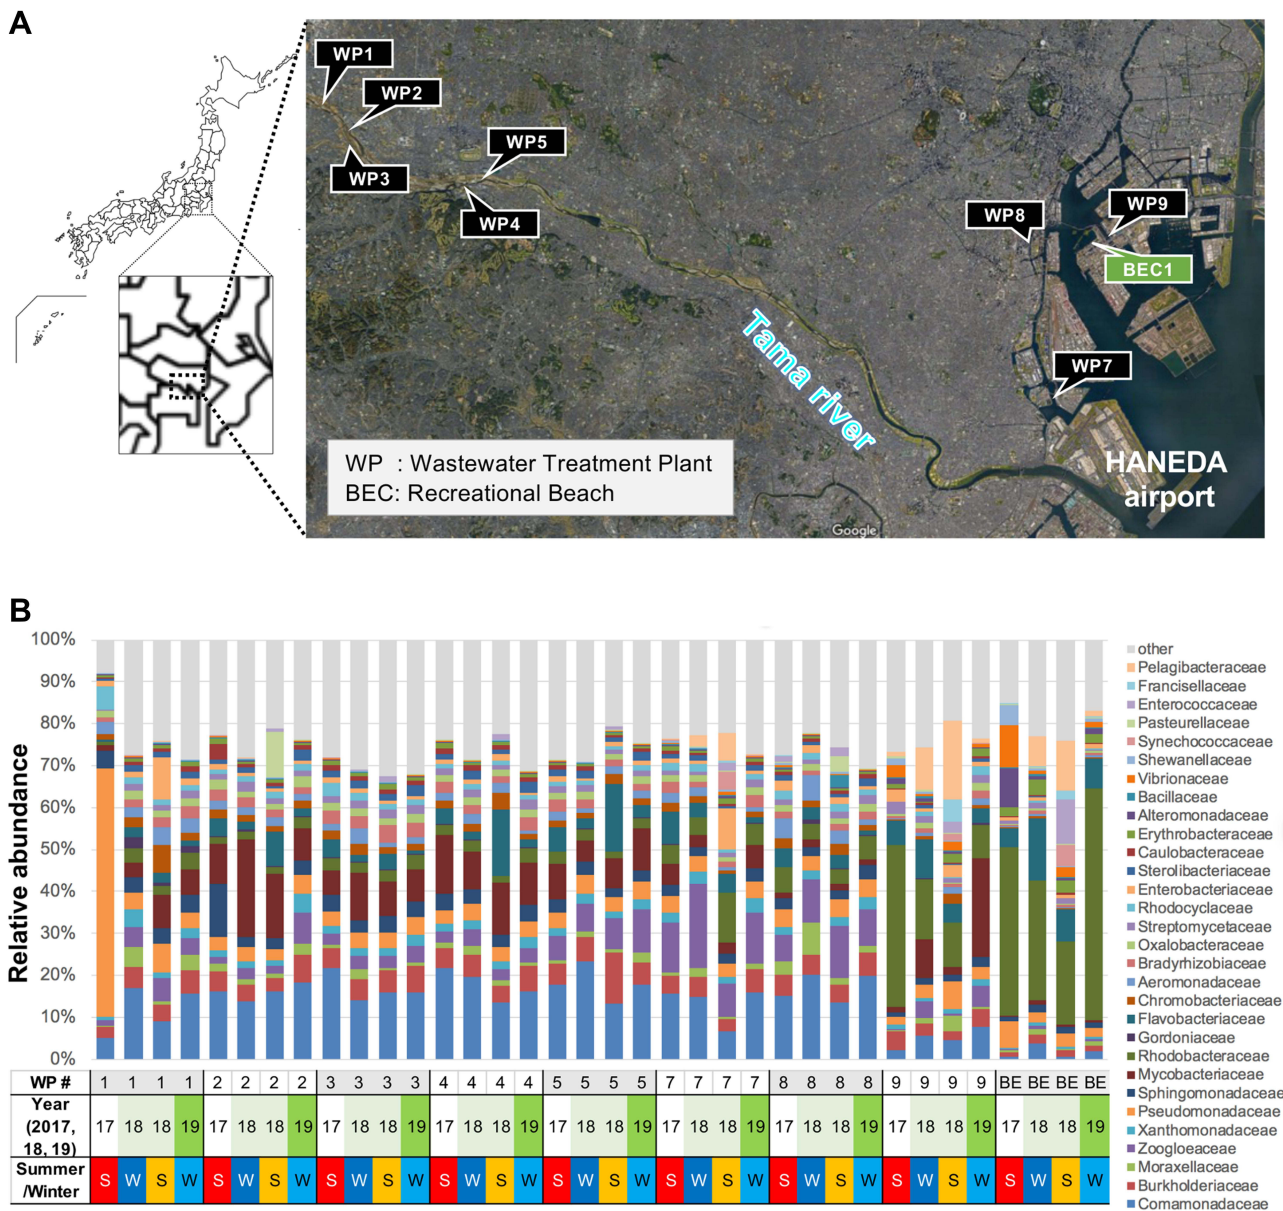 A
WP1
WP2
WP3
WP5
WP4
WP8
WP9
BEC1
WP7
Tama river
HANEDA
airport
WP : Wastewater Treatment Plant
BEC: Recreational Beach
Google
B
Relative abundance
100%
90%
80%
70%
60%
50%
40%
30%
20%
10%
0%
other
Pelagibacteraceae
Francisellaceae
Enterococcaceae
Pasteurellaceae
Synechococcaceae
Shewanellaceae
Vibrionaceae
Bacillaceae
Alteromonadaceae
Erythrobacteraceae
Caulobacteraceae
Sterolibacteriaceae
Enterobacteriaceae
Rhodocyclaceae
Streptomycetaceae
Oxalobacteraceae
Bradyrhizobiaceae
Aeromonadaceae
Chromobacteriaceae
Flavobacteriaceae
Gordoniaceae
Rhodobacteraceae
Mycobacteriaceae
Sphingomonadaceae
Pseudomonadaceae
Xanthomonadaceae
Zoogloeaceae
Moraxellaceae
Burkholderiaceae
Comamonadaceae
WP # 1 1 1 1 2 2 2 2 3 3 3 3 4 4 4 4 5 5 5 5 7 7 7 7 8 8 8 8 9 9 9 9 BE BE BE BE
Year
(2017, 17 18 18 19 17 18 18 19 17 18 18 19 17 18 18 19 17 18 18 19 17 18 18 19 17 18 18 19 17 18 18 19 17 18 18 19
18, 19)
Summer
/Winter S W S W S W S W S W S W S W S W S W S W S W S W S W S W S W S W S W S W